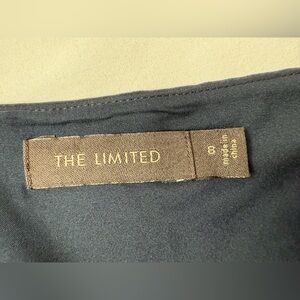 THE LIMITED
8
made in
china